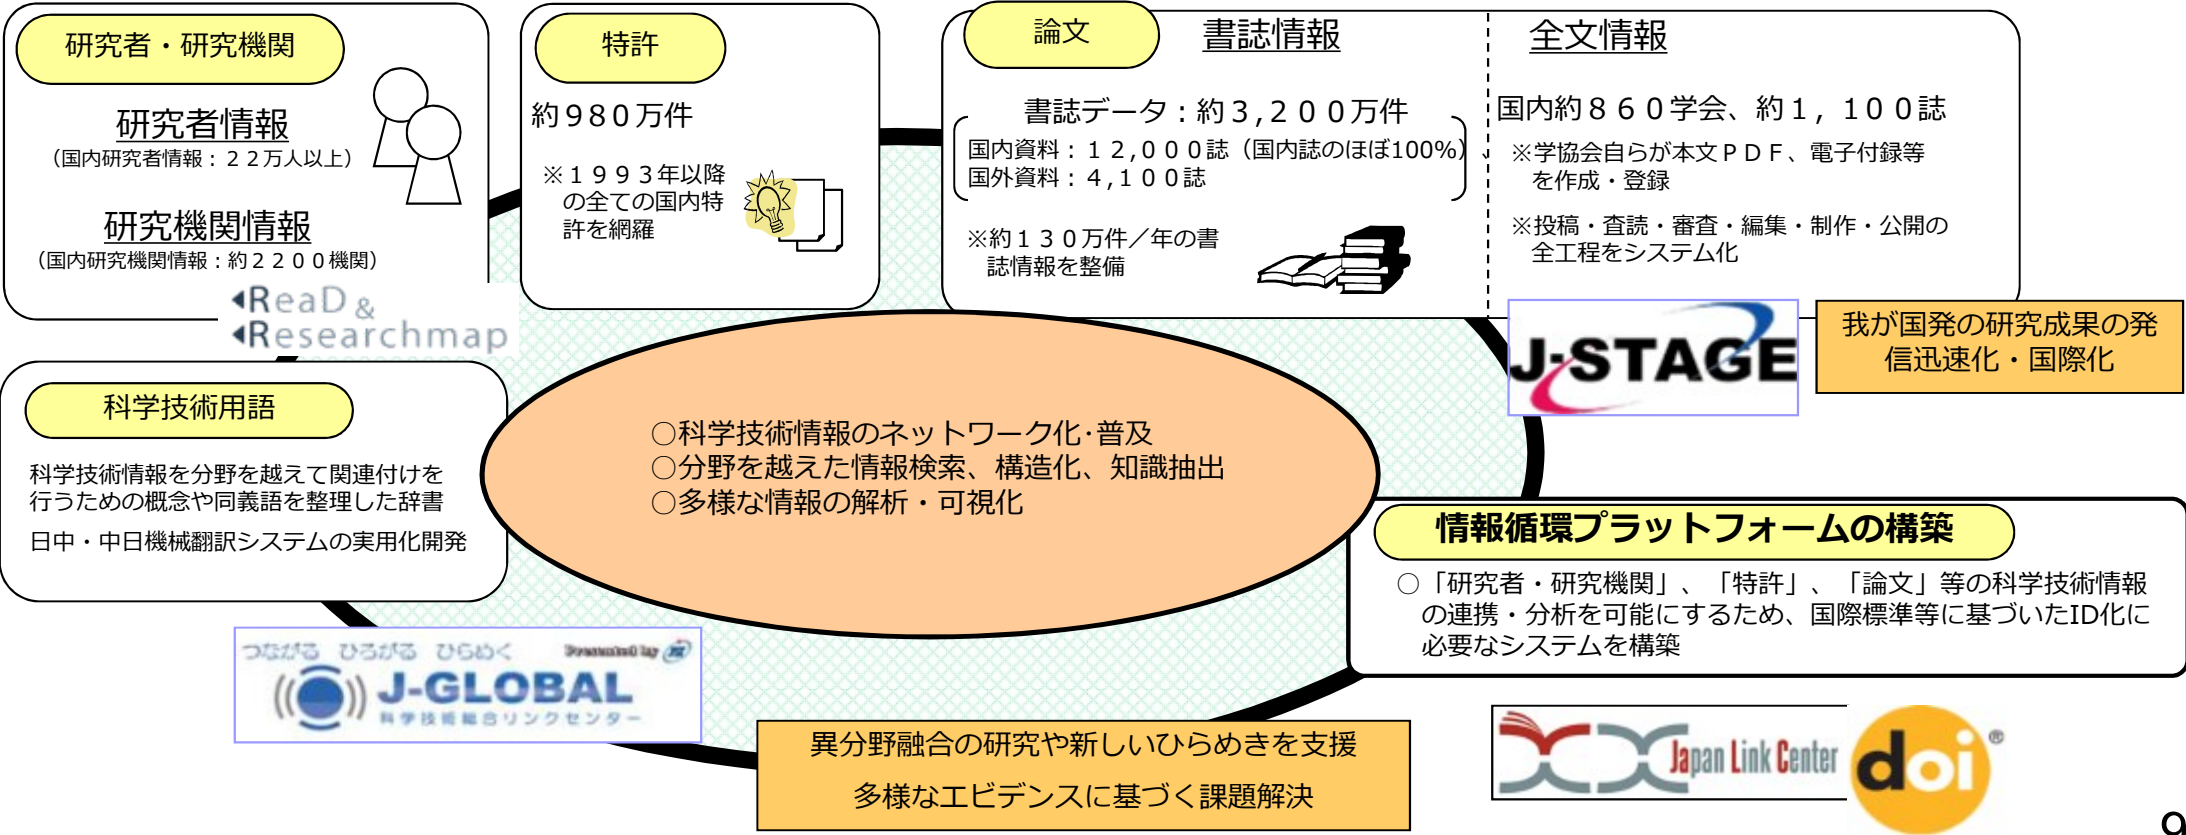 研究者・研究機関
研究者情報
（国内研究者情報：２２万人以上）
研究機関情報
（国内研究機関情報：約２２００機関）
ReaD &
Researchmap
特許
約９８０万件
※１９９３年以降
の全ての国内特
許を網羅
論文
書誌情報
書誌データ：約３,２００万件
国内資料：１２,０００誌（国内誌のほぼ100%）、
国外資料：４,１００誌
※約１３０万件／年の書
誌情報を整備
全文情報
国内約８６０学会、約１，１００誌
※学協会自らが本文ＰＤＦ、電子付録等
を作成・登録
※投稿・査読・審査・編集・制作・公開の
全工程をシステム化
J-STAGE
我が国発の研究成果の発
信迅速化・国際化
科学技術用語
科学技術情報を分野を越えて関連付けを
行うための概念や同義語を整理した辞書
日中・中日機械翻訳システムの実用化開発
○科学技術情報のネットワーク化･普及
○分野を越えた情報検索、構造化、知識抽出
○多様な情報の解析・可視化
情報循環プラットフォームの構築
○「研究者・研究機関」、「特許」、「論文」等の科学技術情報
の連携・分析を可能にするため、国際標準等に基づいたID化に
必要なシステムを構築
つながる ひろがる ひらめく Presented by JST
J-GLOBAL
科学技術総合リンクセンター
異分野融合の研究や新しいひらめきを支援
多様なエビデンスに基づく課題解決
Japan Link Center
doi®
9